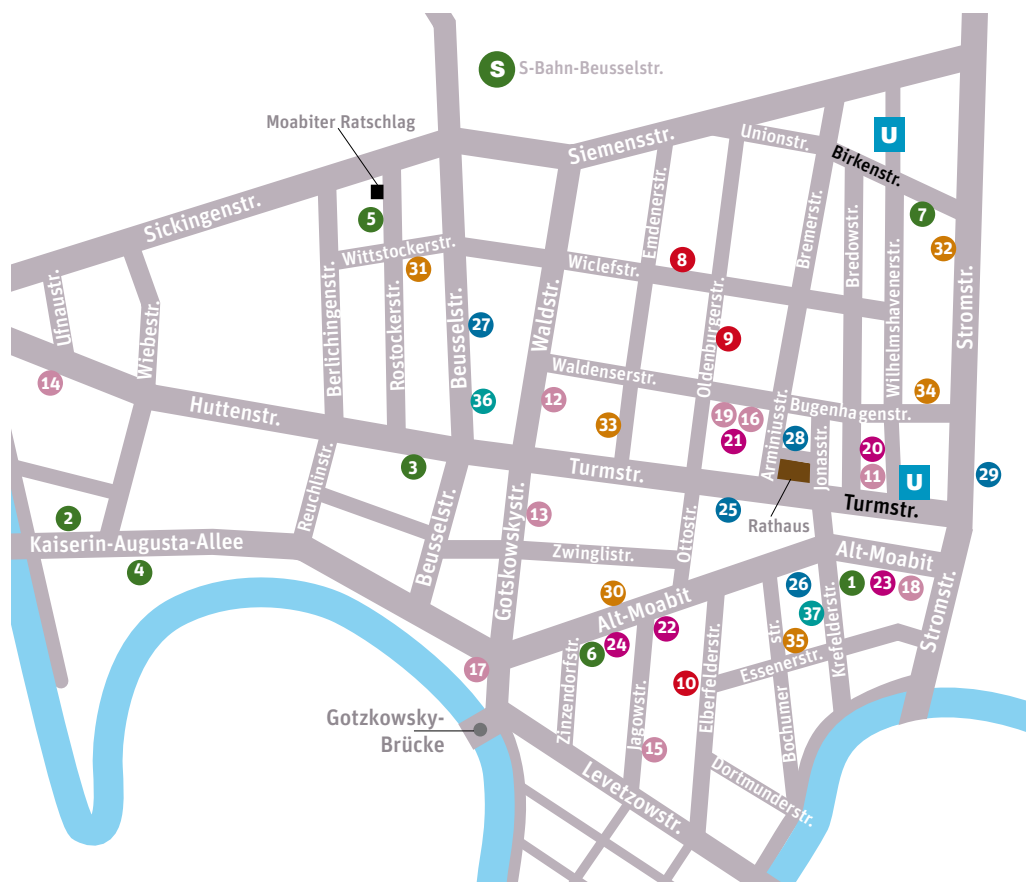 S
S-Bahn-Beusselstr.
Moabiter Ratschlag
Siemensstr.
Unionstr.
U
Birkenstr.
Sickingenstr.
5
7
Wittstockerstr.
31
Wiclefstr.
Emdenerstr.
8
Bremerstr.
Bredowstr.
32
Ufnaustr.
Wiebestr.
Berlichingenstr.
Rostockerstr.
Beusselstr.
27
Waldstr.
Oldenburgerstr.
9
Wilhelmshavenerstr.
Stromstr.
14
Waldenserstr.
36
12
33
19
16
21
Arminiusstr.
Bugenhagenstr.
34
28
Jonasstr.
20
11
U
29
Huttenstr.
3
Turmstr.
Rathaus
Turmstr.
25
Reuchlinstr.
2
13
Kaiserin-Augusta-Allee
4
Beusselstr.
Gotskowskystr.
Zwinglistr.
Ottostr.
Alt-Moabit
30
Alt-Moabit
26
1
23
18
37
35
Krefelderstr.
Stromstr.
22
24
6
17
Zinzendorfstr.
Jagowstr.
10
Elberfelderstr.
Essenerstr.
Bochumer
str.
Gotzkowsky-
Brücke
15
Levetzowstr.
Dortmunderstr.